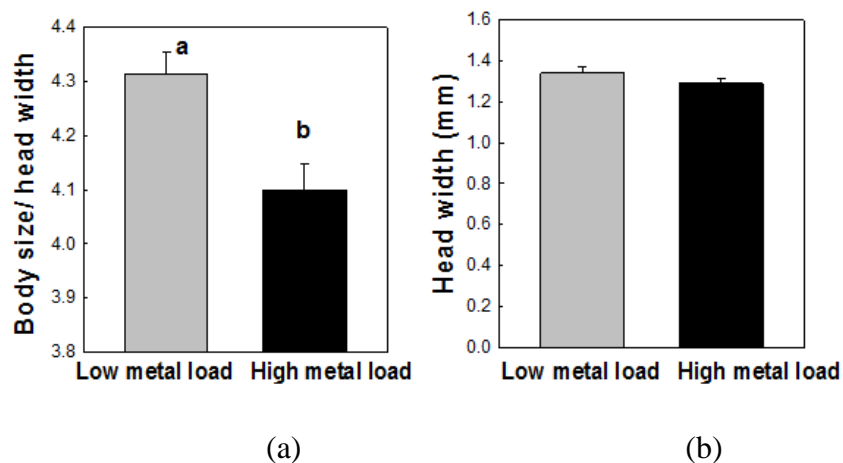 Body size/ head width
4.4
4.3
4.2
4.1
4.0
3.9
3.8
a
b
Low metal load High metal load
(a)
Head width (mm)
1.6
1.4
1.2
1.0
0.8
0.6
0.4
0.2
0.0
Low metal load High metal load
(b)